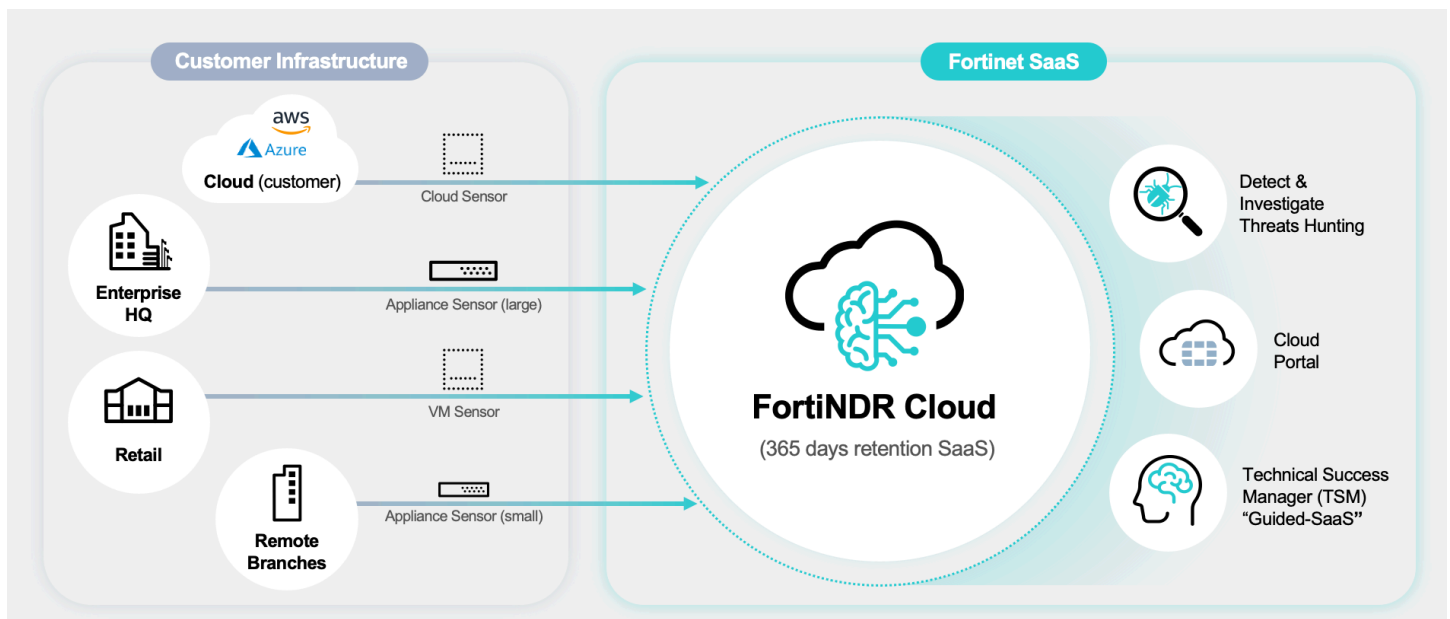 Customer Infrastructure
Fortinet SaaS
aws
Azure
Cloud (customer)
Cloud Sensor
Enterprise
HQ
Appliance Sensor (large)
Retail
VM Sensor
Remote
Branches
Appliance Sensor (small)
FortiNDR Cloud
(365 days retention SaaS)
Detect &
Investigate
Threats Hunting
Cloud
Portal
Technical Success
Manager (TSM)
“Guided-SaaS”